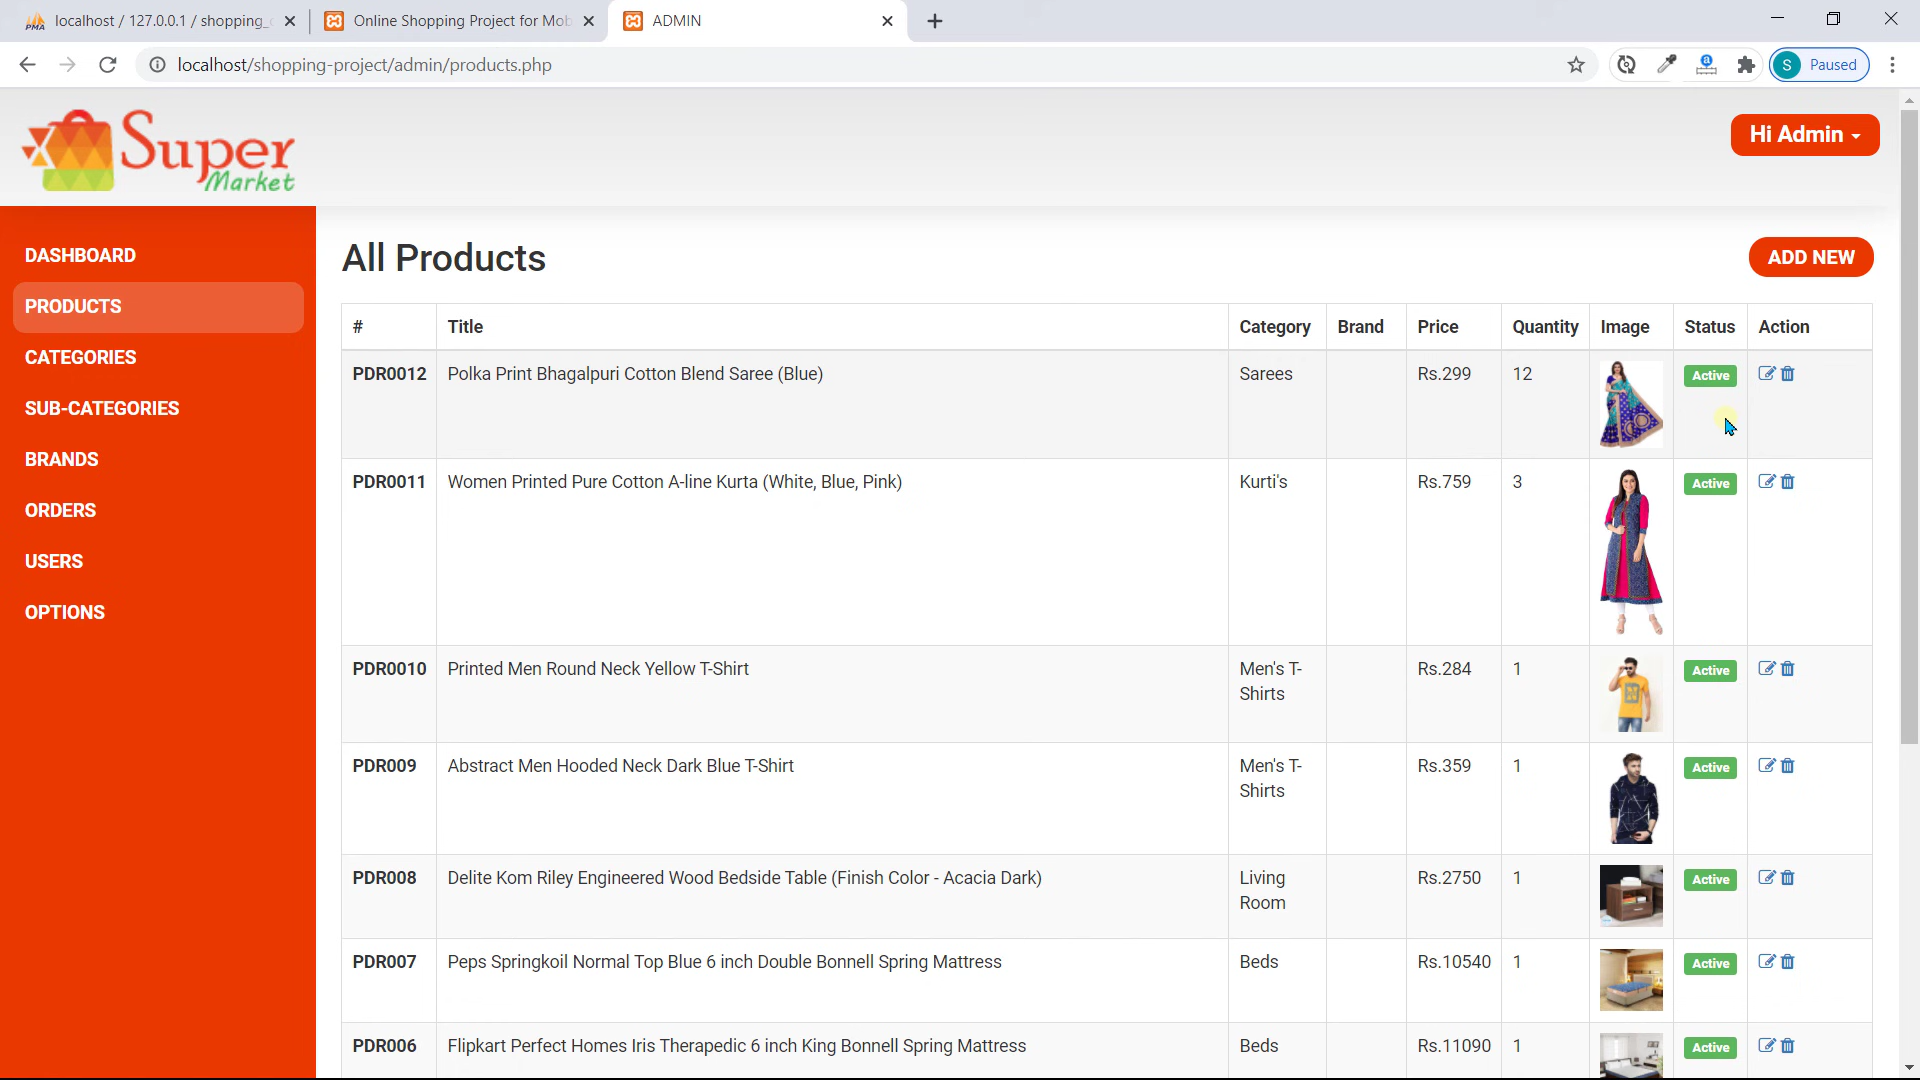 PMA localhost / 127.0.0.1 / shopping_
Online Shopping Project for Mob
ADMIN
localhost/shopping-project/admin/products.php
a
S Paused
Super
Market
Hi Admin
DASHBOARD
PRODUCTS
CATEGORIES
SUB-CATEGORIES
BRANDS
ORDERS
USERS
OPTIONS
All Products
ADD NEW
# Title Category Brand Price Quantity Image Status Action
PDR0012 Polka Print Bhagalpuri Cotton Blend Saree (Blue) Sarees Rs.299 12 Active
PDR0011 Women Printed Pure Cotton A-line Kurta (White, Blue, Pink) Kurti's Rs.759 3 Active
PDR0010 Printed Men Round Neck Yellow T-Shirt Men's T- Rs.284 1 Active
Shirts
PDR009 Abstract Men Hooded Neck Dark Blue T-Shirt Men's T- Rs.359 1 Active
Shirts
PDR008 Delite Kom Riley Engineered Wood Bedside Table (Finish Color - Acacia Dark) Living Rs.2750 1 Active
Room
PDR007 Peps Springkoil Normal Top Blue 6 inch Double Bonnell Spring Mattress Beds Rs.10540 1 Active
PDR006 Flipkart Perfect Homes Iris Therapedic 6 inch King Bonnell Spring Mattress Beds Rs.11090 1 Active